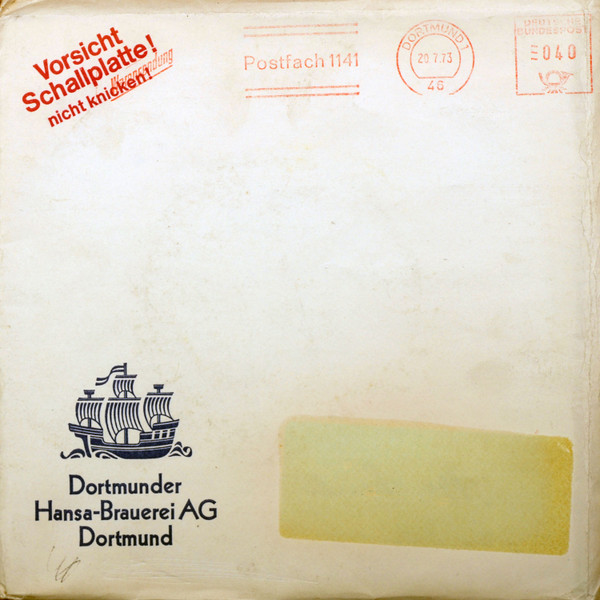 Vorsicht
Schallplatte!
Warensendung
nicht knicken!
Postfach 1141
DORTMUND 1
20.7.73
46
DEUTSCHE
BUNDESPOST
040
Dortmunder
Hansa-Brauerei AG
Dortmund